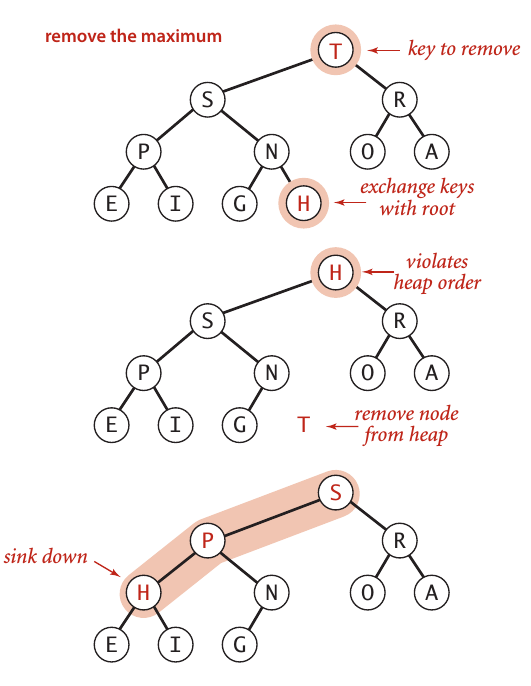 remove the maximum
T
key to remove
S
R
P
N
O
A
exchange keys
with root
E
I
G
H
H
violates
heap order
S
R
P
N
O
A
E
I
G
T
remove node
from heap
S
P
R
sink down
H
N
O
A
E
I
G